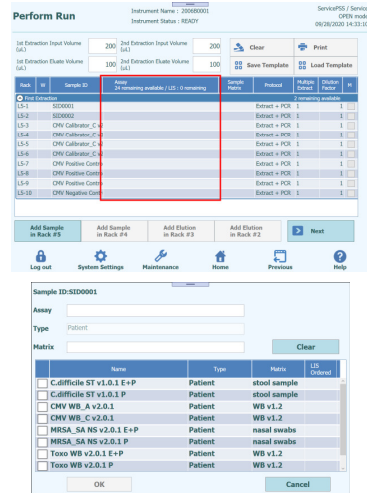 Perform Run
Instrument Name : 2006B0001
Instrument Status : READY
ServicePSS / Service
OPEN mode
09/28/2020 14:33:10
1st Extraction Input Volume (uL) 200 2nd Extraction Input Volume (uL) 200 Clear Print
1st Extraction Eluate Volume (uL) 100 2nd Extraction Eluate Volume (uL) 100 Save Template Load Template
Rack W Sample ID Assay 24 remaining available / LIS : 0 remaining Sample Matrix Protocol Multiple Extract Dilution Factor M
First Extraction 2 remaining available
L5-1 SID0001 Extract + PCR 1 1
L5-2 SID0002 Extract + PCR 1 1
L5-3 CMV Calibrator_C Extract + PCR 1 1
L5-4 CMV Calibrator_C Extract + PCR 1 1
L5-5 CMV Calibrator_C Extract + PCR 1 1
L5-6 CMV Calibrator_C Extract + PCR 1 1
L5-7 CMV Positive Contr Extract + PCR 1 1
L5-8 CMV Positive Contr Extract + PCR 1 1
L5-9 CMV Positive Contr Extract + PCR 1 1
L5-10 CMV Negative Cont Extract + PCR 1 1
Add Sample in Rack #5 Add Sample in Rack #4 Add Elution in Rack #3 Add Elution in Rack #2 Next
Log out System Settings Maintenance Home Previous Help
Sample ID:SID0001
Assay
Type Patient
Matrix Clear
Name Type Matrix LIS Ordered
C.difficile ST v1.0.1 E+P Patient stool sample
C.difficile ST v1.0.1 P Patient stool sample
CMV WB_A v2.0.1 Patient WB v1.2
CMV WB_C v2.0.1 Patient WB v1.2
MRSA_SA NS v2.0.1 E+P Patient nasal swabs
MRSA_SA NS v2.0.1 P Patient nasal swabs
Toxo WB v2.0.1 E+P Patient WB v1.2
Toxo WB v2.0.1 P Patient WB v1.2
OK Cancel